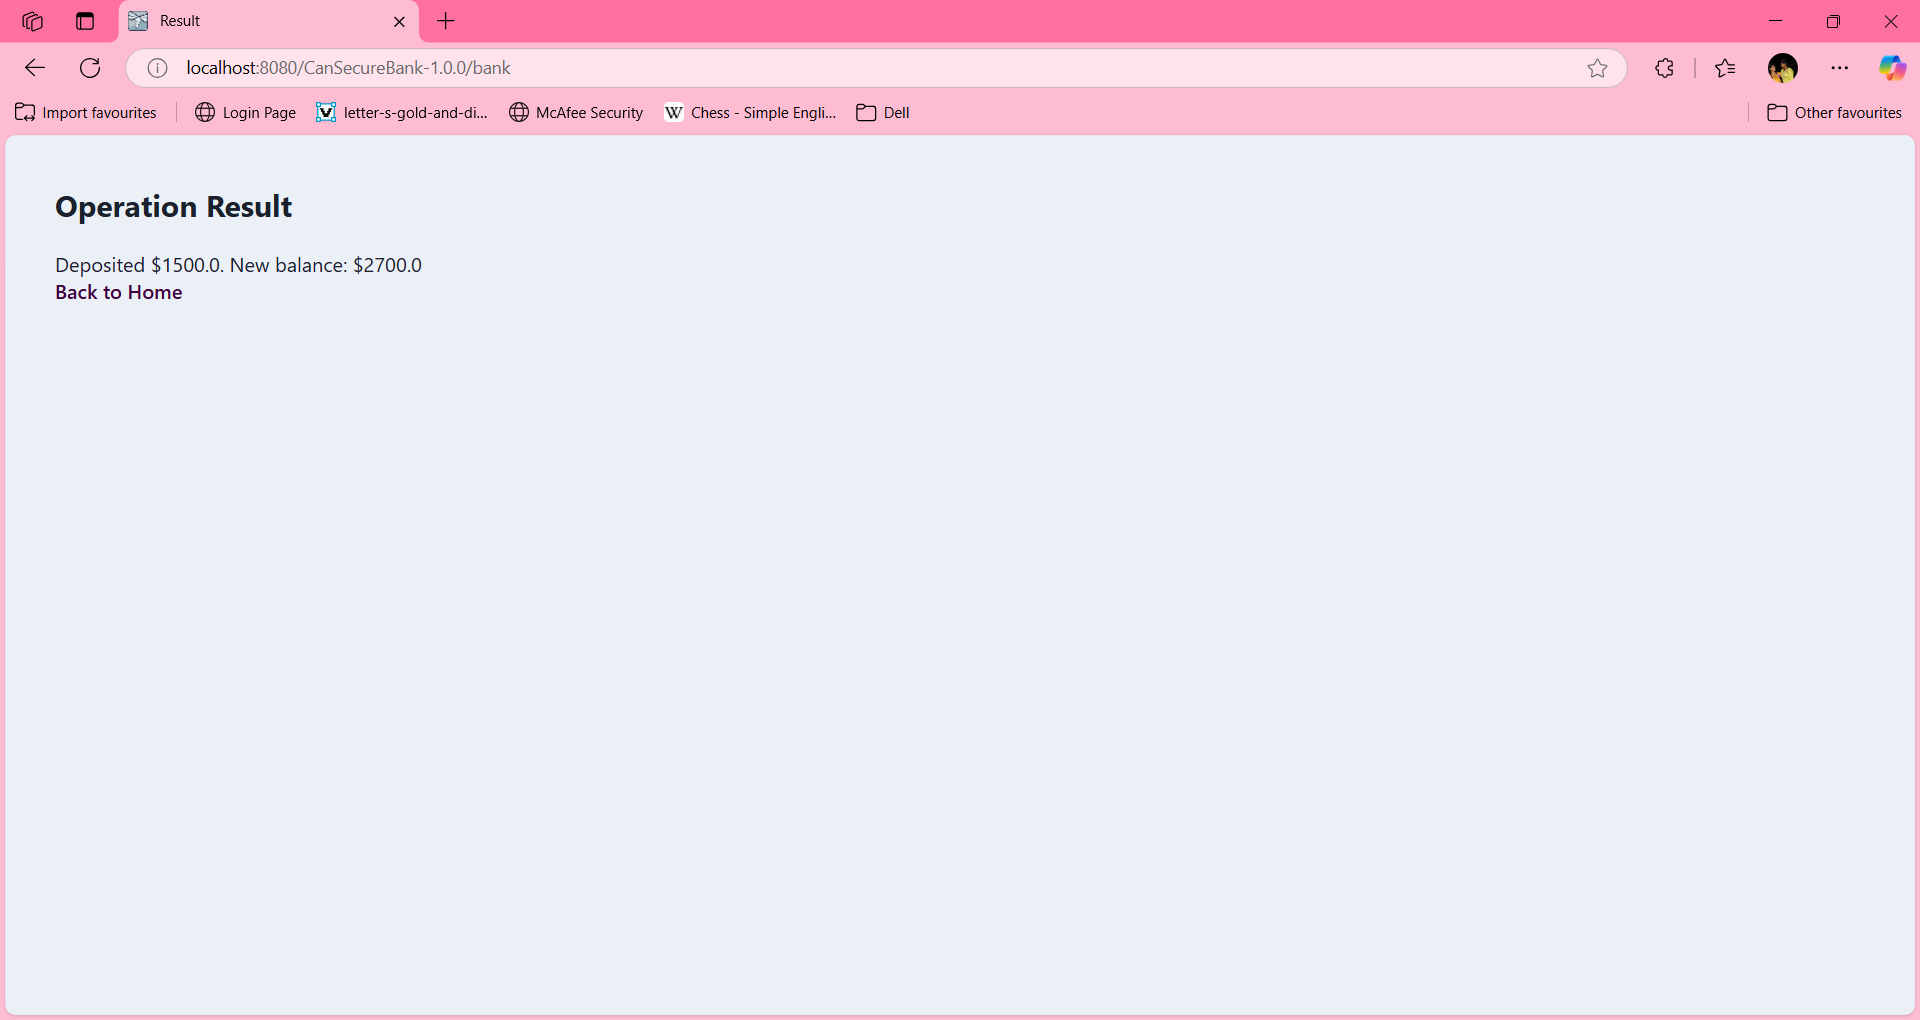 Result
localhost:8080/CanSecureBank-1.0.0/bank
Import favourites
Login Page
letter-s-gold-and-di...
McAfee Security
W Chess - Simple Engli...
Dell
Other favourites
Operation Result
Deposited $1500.0. New balance: $2700.0
Back to Home